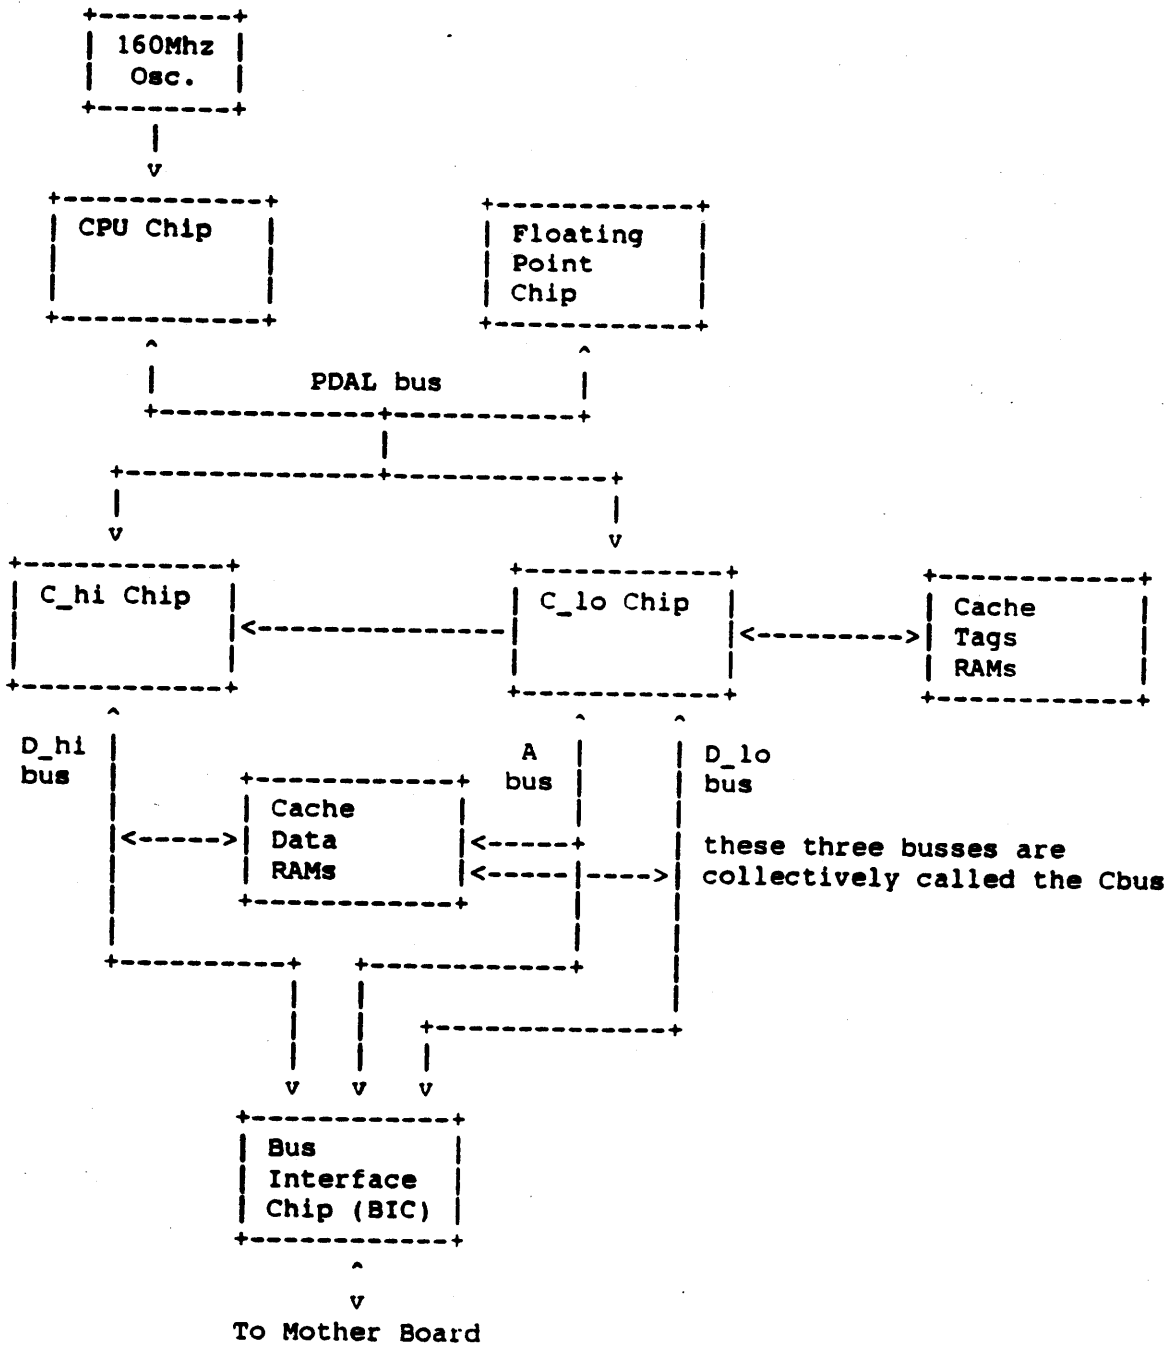 160Mhz
Osc.
CPU Chip
Floating
Point
Chip
PDAL bus
C_hi Chip
C_lo Chip
Cache
Tags
RAMs
D_hi
bus
A
bus
D_lo
bus
Cache
Data
RAMs
these three busses are
collectively called the Cbus
Bus
Interface
Chip (BIC)
To Mother Board